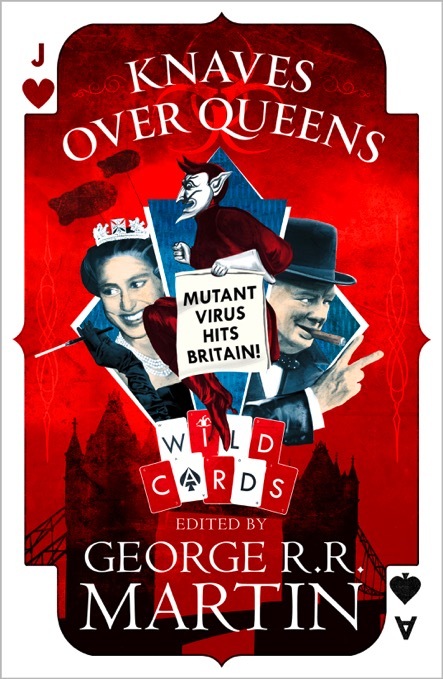 J
KNAVES
OVER QUEENS
MUTANT
VIRUS
HITS
BRITAIN!
WILD
CARDS
EDITED BY
GEORGE R.R.
MARTIN
A